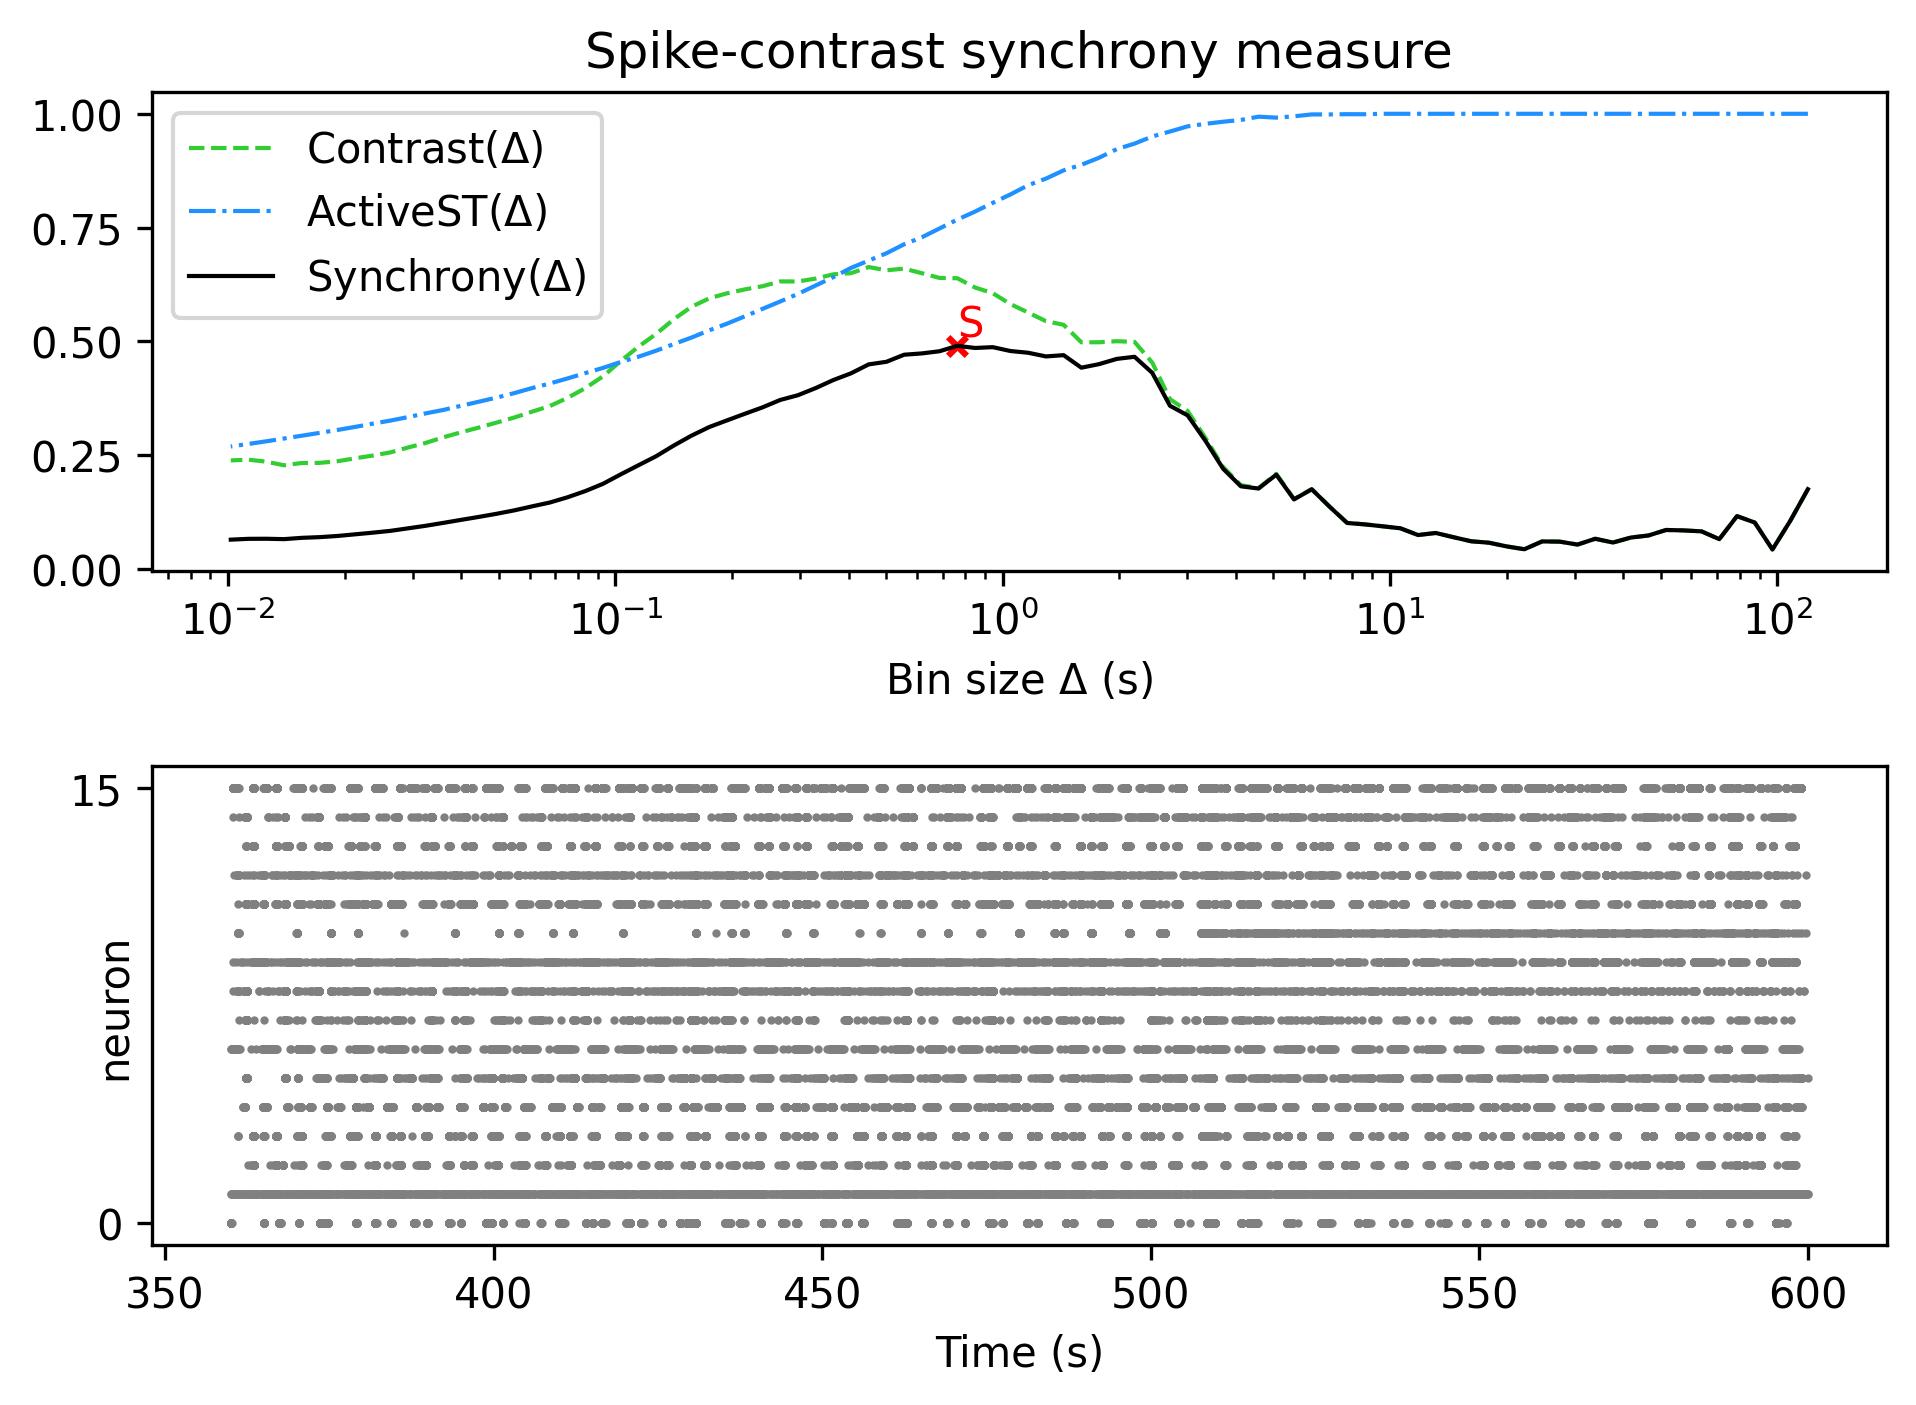 Spike-contrast synchrony measure
1.00
0.75
0.50
0.25
0.00
Contrast(Δ)
ActiveST(Δ)
Synchrony(Δ)
S
10⁻² 10⁻¹ 10⁰ 10¹ 10²
Bin size Δ (s)
15
0
neuron
350 400 450 500 550 600
Time (s)